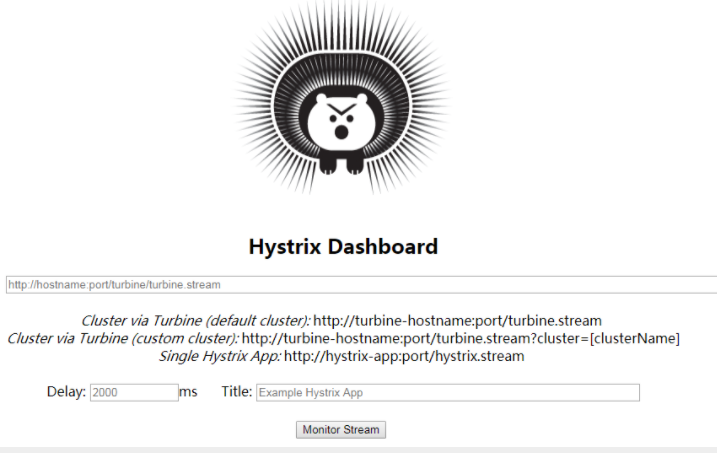 Hystrix Dashboard
http://hostname:port/turbine/turbine.stream
Cluster via Turbine (default cluster): http://turbine-hostname:port/turbine.stream
Cluster via Turbine (custom cluster): http://turbine-hostname:port/turbine.stream?cluster=[clusterName]
Single Hystrix App: http://hystrix-app:port/hystrix.stream
Delay: 2000 ms Title: Example Hystrix App
Monitor Stream